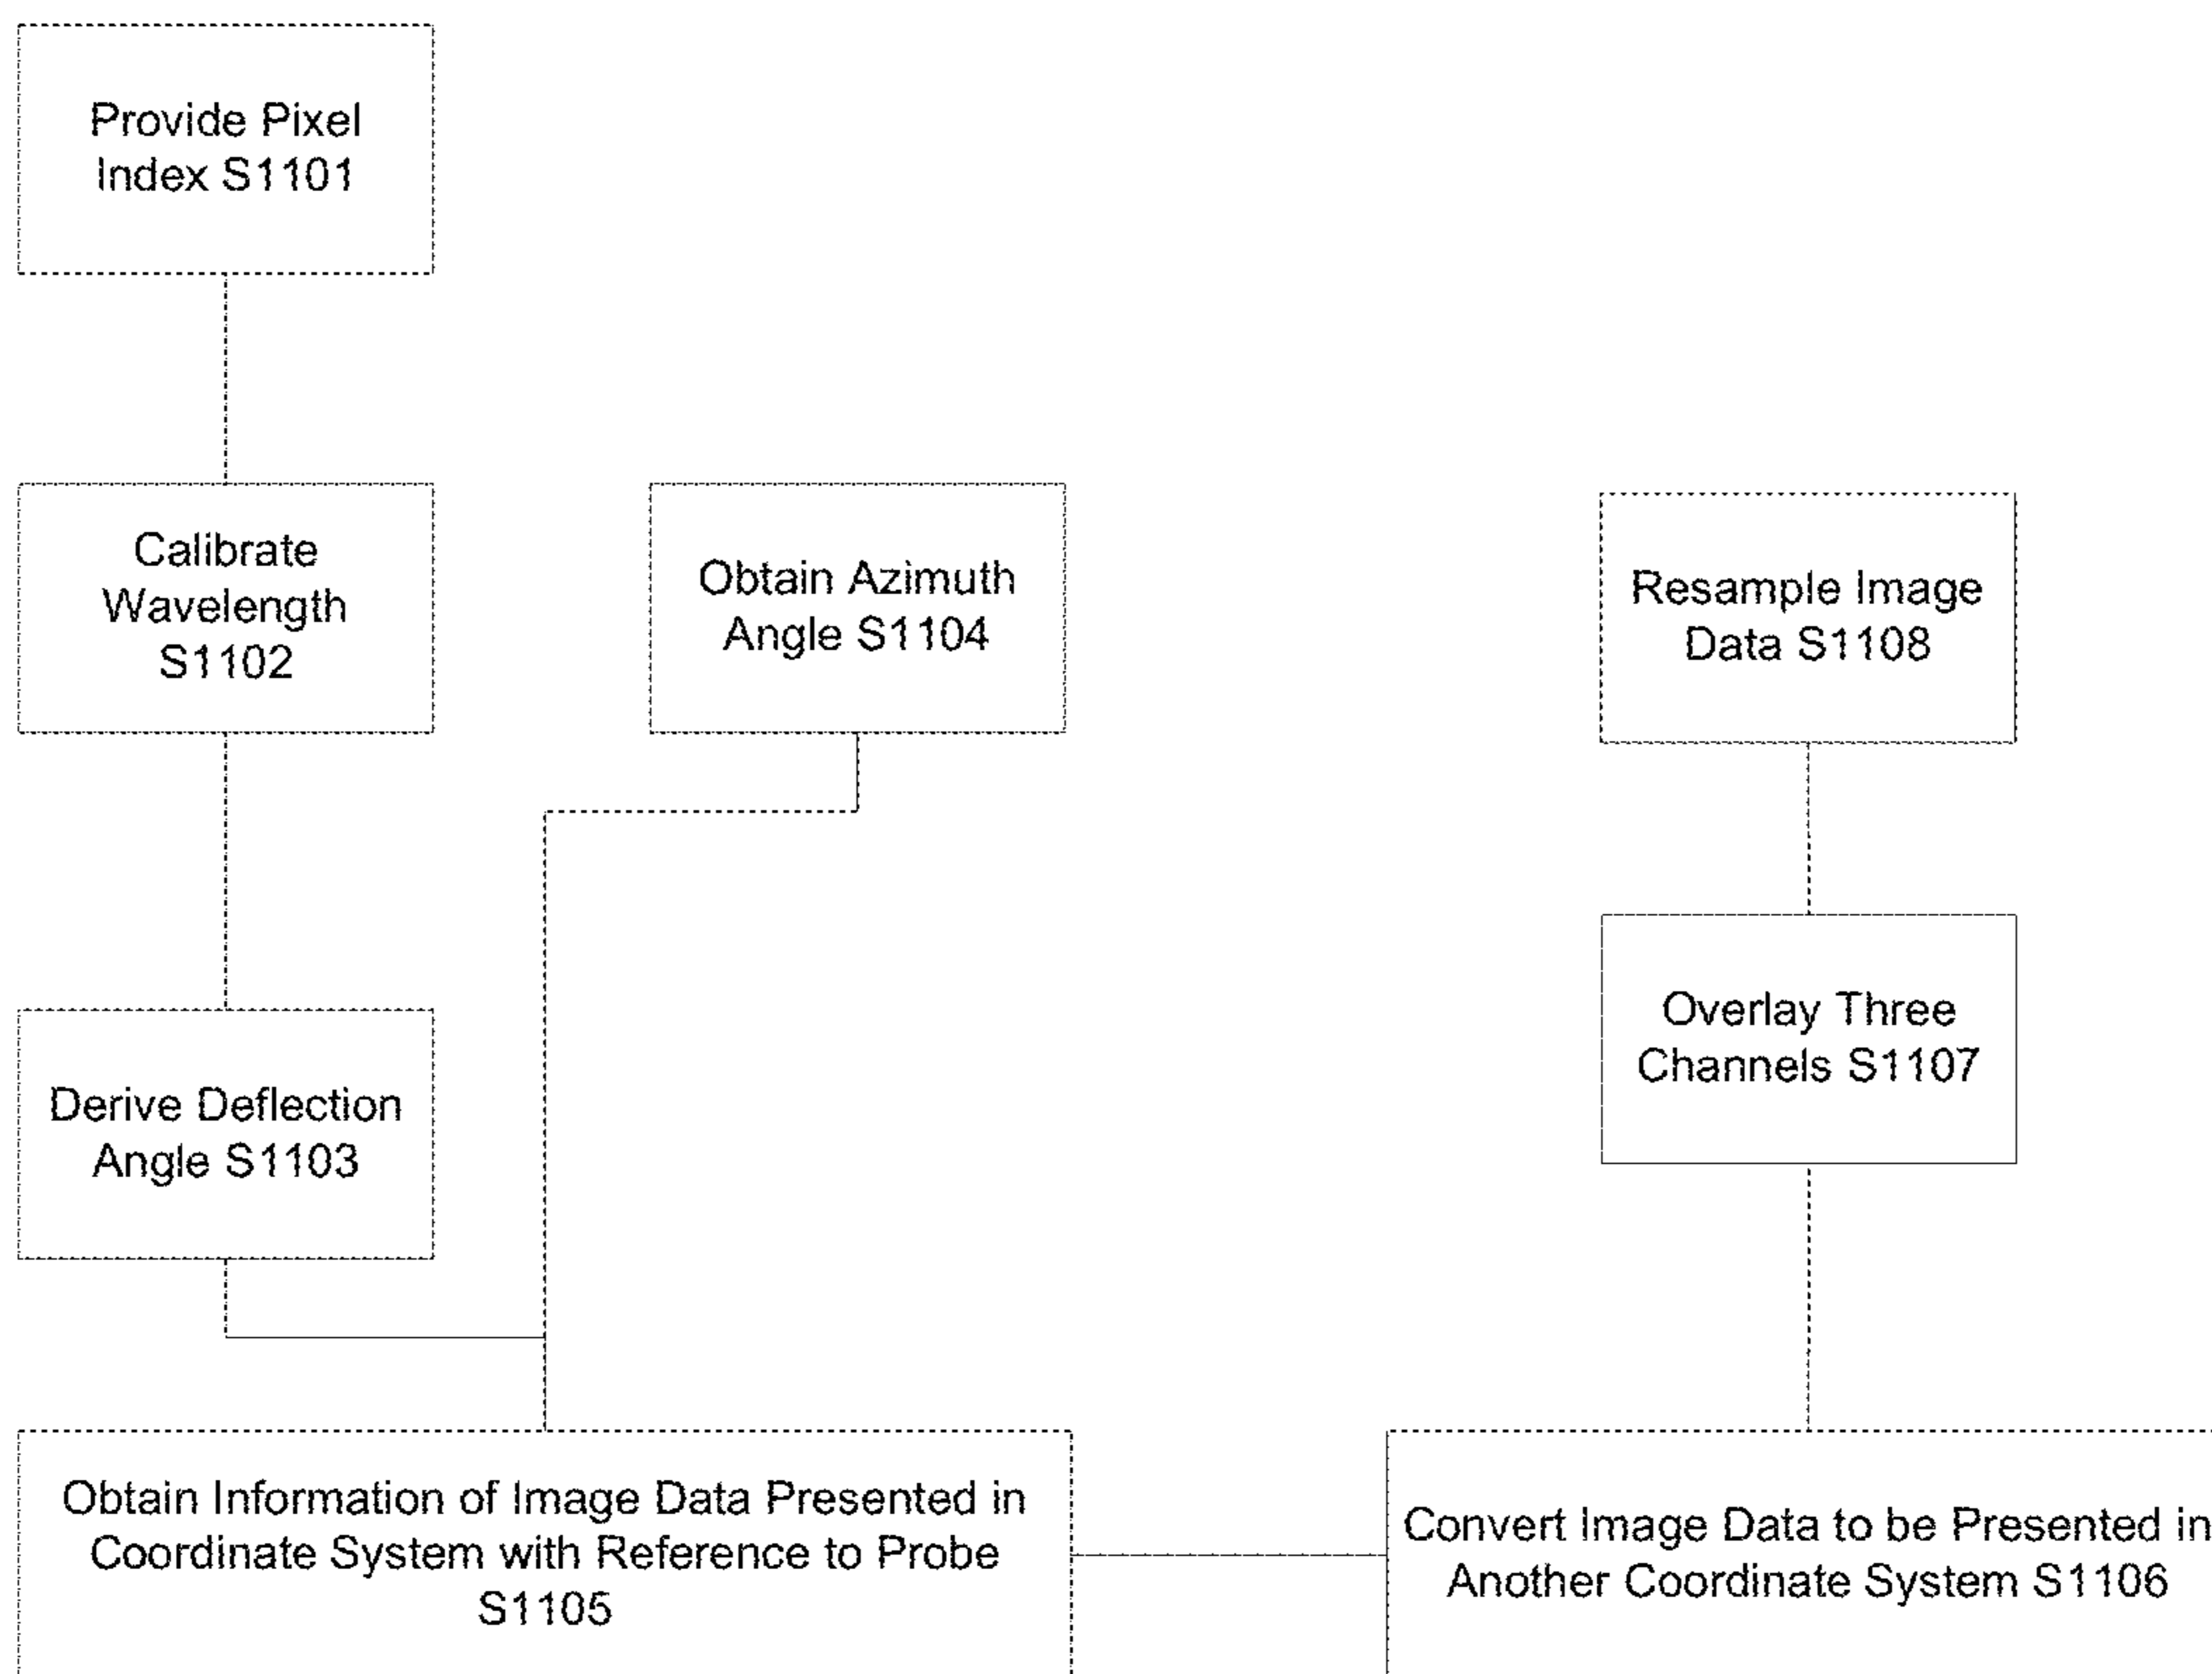 Provide Pixel
Index S1101
Calibrate
Wavelength
S1102
Obtain Azimuth
Angle S1104
Resample Image
Data S1108
Derive Deflection
Angle S1103
Overlay Three
Channels S1107
Obtain Information of Image Data Presented in
Coordinate System with Reference to Probe
S1105
Convert Image Data to be Presented in
Another Coordinate System S1106